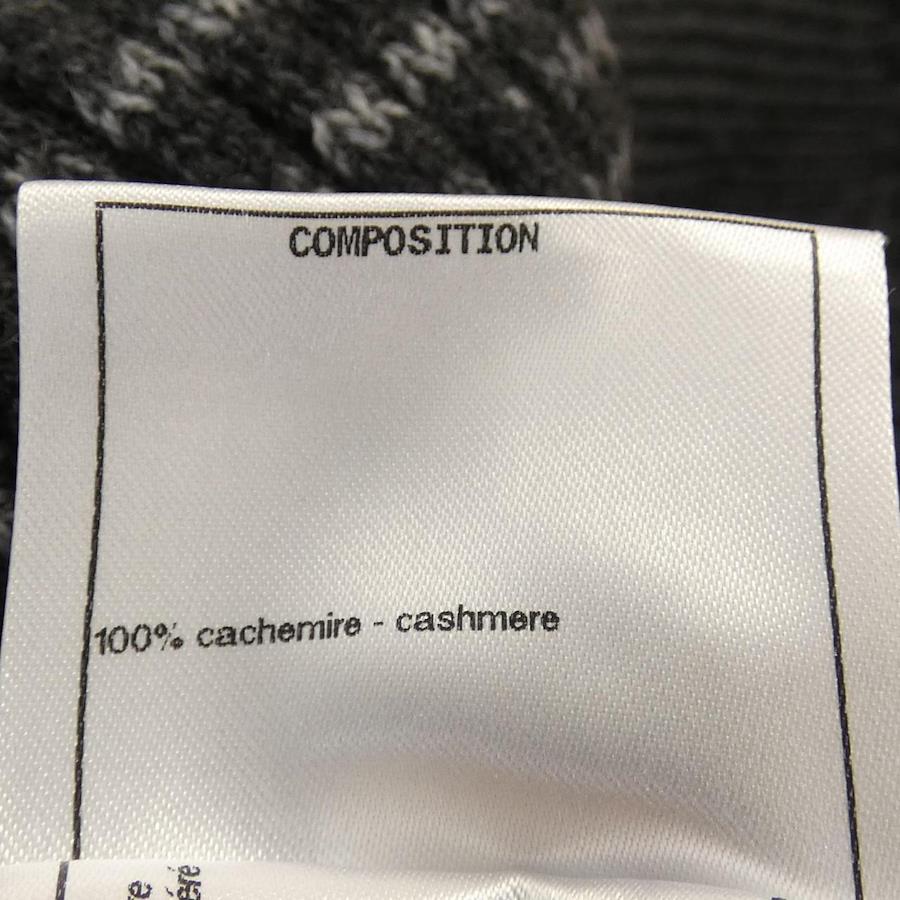 COMPOSITION
100% cachemire - cashmere